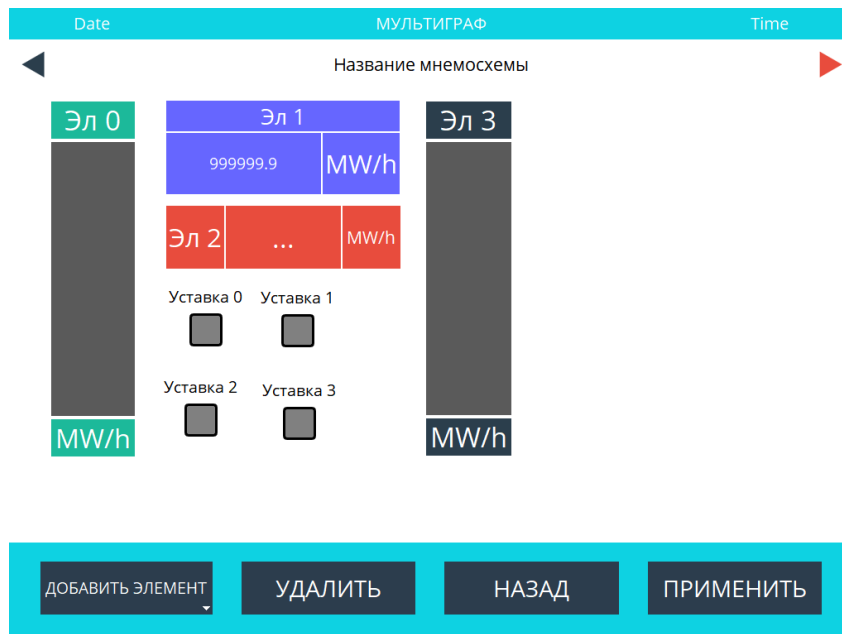 Date МУЛЬТИГРАФ Time
Название мнемосхемы
Эл 0
Эл 1
Эл 3
999999.9 MW/h
Эл 2 ... MW/h
Уставка 0 Уставка 1
Уставка 2 Уставка 3
MW/h
MW/h
ДОБАВИТЬ ЭЛЕМЕНТ УДАЛИТЬ НАЗАД ПРИМЕНИТЬ